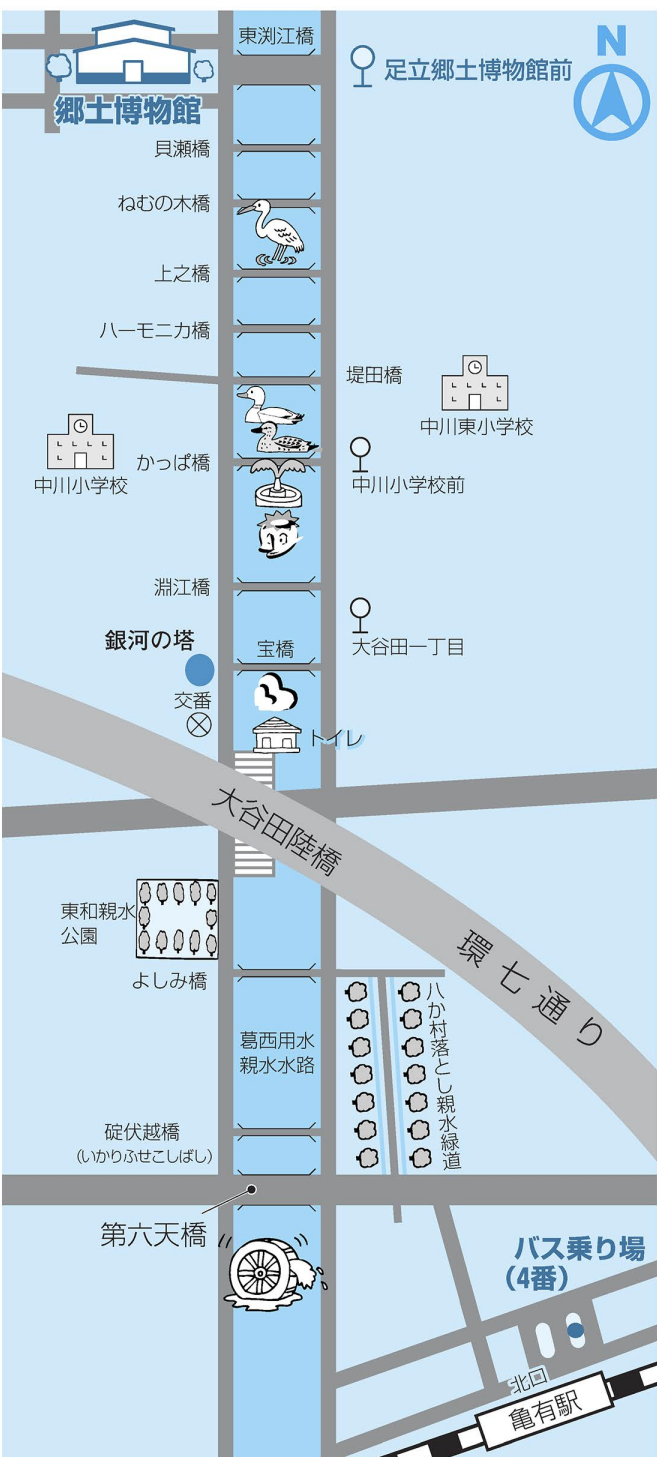 東渕江橋
N
足立郷土博物館前
郷土博物館
貝瀬橋
ねむの木橋
上之橋
ハーモニカ橋
堤田橋
中川東小学校
かっぱ橋
中川小学校
中川小学校前
淵江橋
大谷田一丁目
銀河の塔
宝橋
交番
トイレ
大谷田陸橋
東和親水
公園
環七通り
よしみ橋
八か村落とし親水緑道
葛西用水
親水水路
碇伏越橋
(いかりふせこしばし)
第六天橋
バス乗り場
(4番)
北口
亀有駅